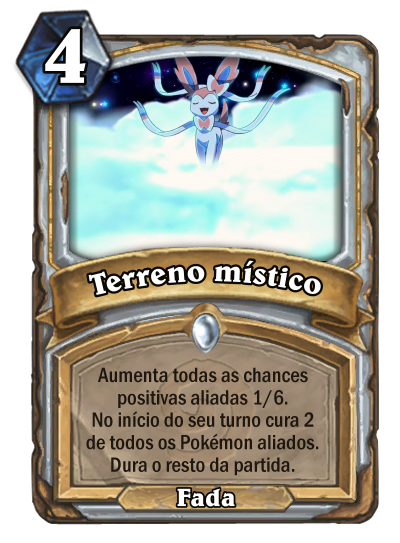 4
Terreno místico
Aumenta todas as chances
positivas aliadas 1/6.
No início do seu turno cura 2
de todos os Pokémon aliados.
Dura o resto da partida.
Fada